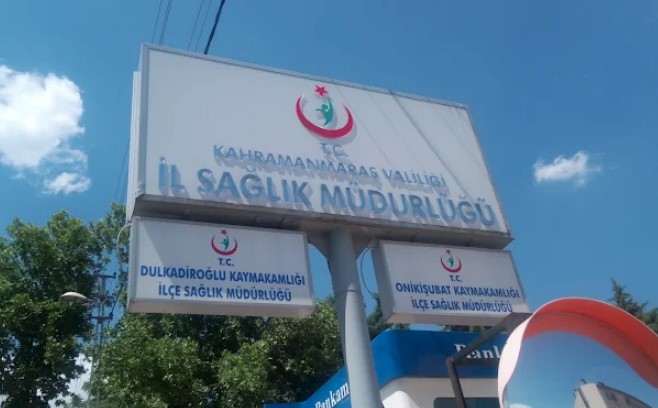 T.C.
KAHRAMANMARAŞ VALİLİĞİ
İL SAĞLIK MÜDÜRLÜĞÜ
T.C.
DULKADİROĞLU KAYMAKAMLIĞI
İLÇE SAĞLIK MÜDÜRLÜĞÜ
T.C.
ONİKİŞUBAT KAYMAKAMLIĞI
İLÇE SAĞLIK MÜDÜRLÜĞÜ
Bankam